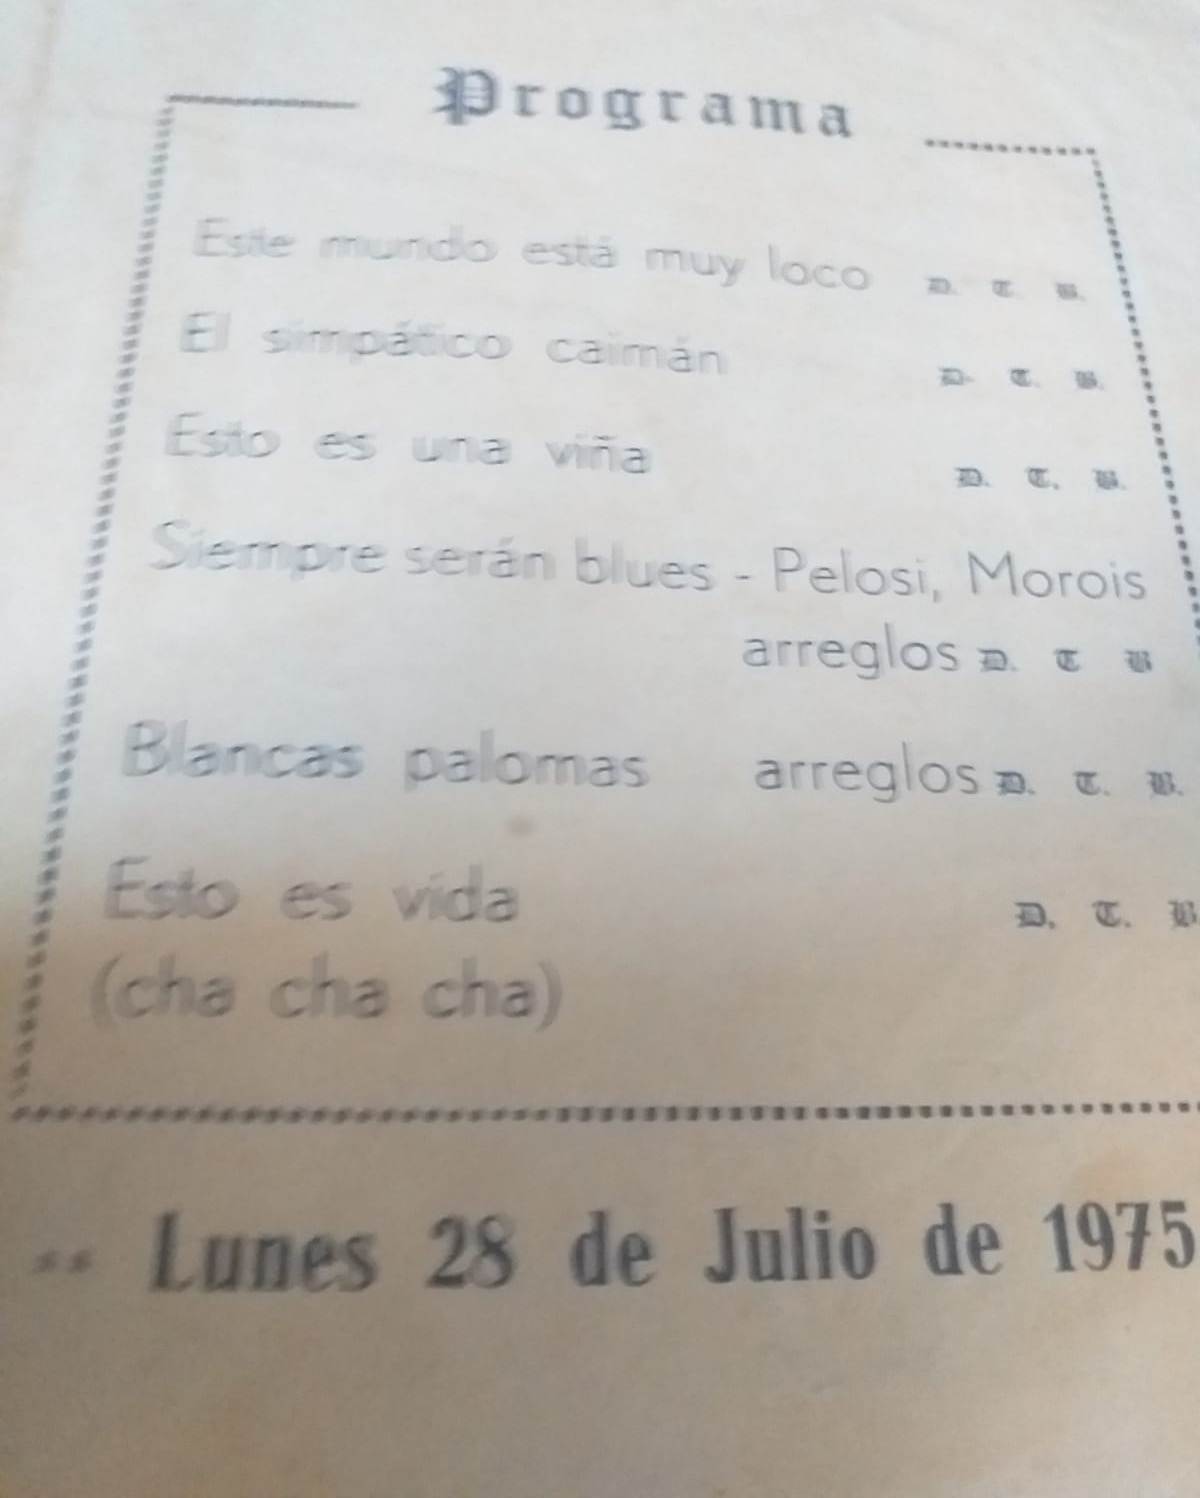 Programa
Este mundo está muy loco D. T. B.
El simpático caimán D. T. B.
Esto es una viña D. T. B.
Siempre serán blues - Pelosi, Morois
arreglos D. T B
Blancas palomas arreglos D. T. B.
Esto es vida D. T. B
(cha cha cha)
Lunes 28 de Julio de 1975